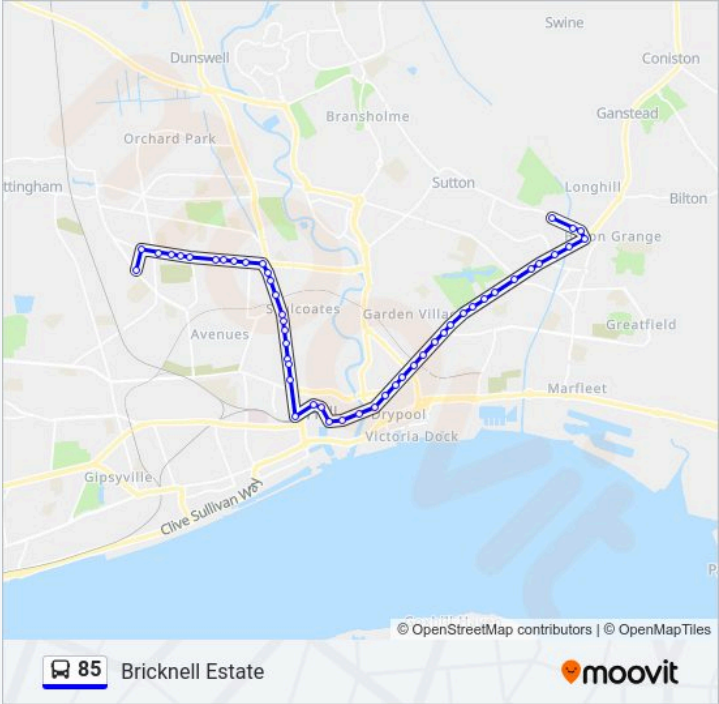 Swine
Dunswell
Coniston
Ganstead
Bransholme
Orchard Park
ttingham
Sutton
Longhill
Bilton
on Grange
Garden Villa
Greatfield
Avenues
Marfleet
Drypool
Victoria Dock
Gipsyville
Clive Sullivan Way
© OpenStreetMap contributors | © OpenMapTiles
85 Bricknell Estate
moovit